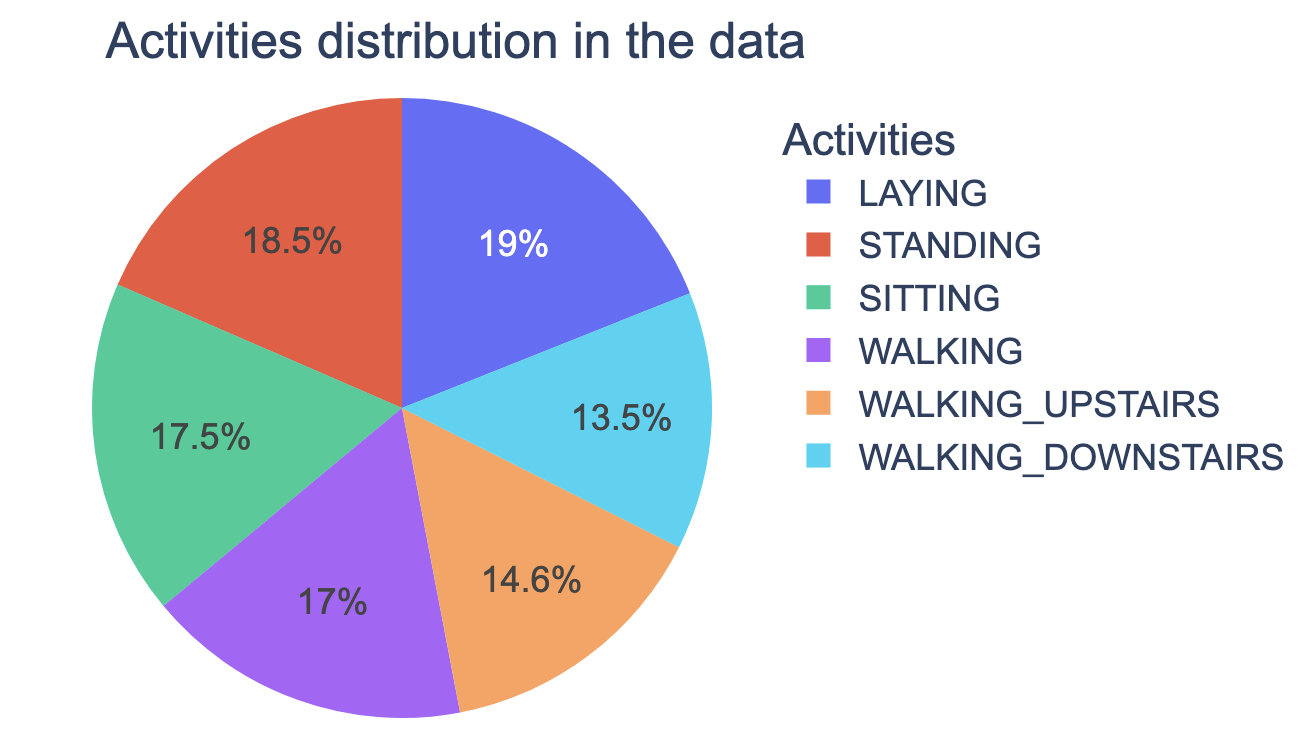 Activities distribution in the data
Activities
LAYING
STANDING
SITTING
WALKING
WALKING_UPSTAIRS
WALKING_DOWNSTAIRS
18.5%
19%
17.5%
13.5%
17%
14.6%